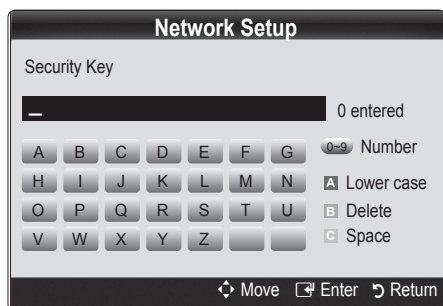 Network Setup
Security Key
_ 0 entered
A B C D E F G 0~9 Number
H I J K L M N A Lower case
O P Q R S T U B Delete
V W X Y Z C Space
Move Enter Return